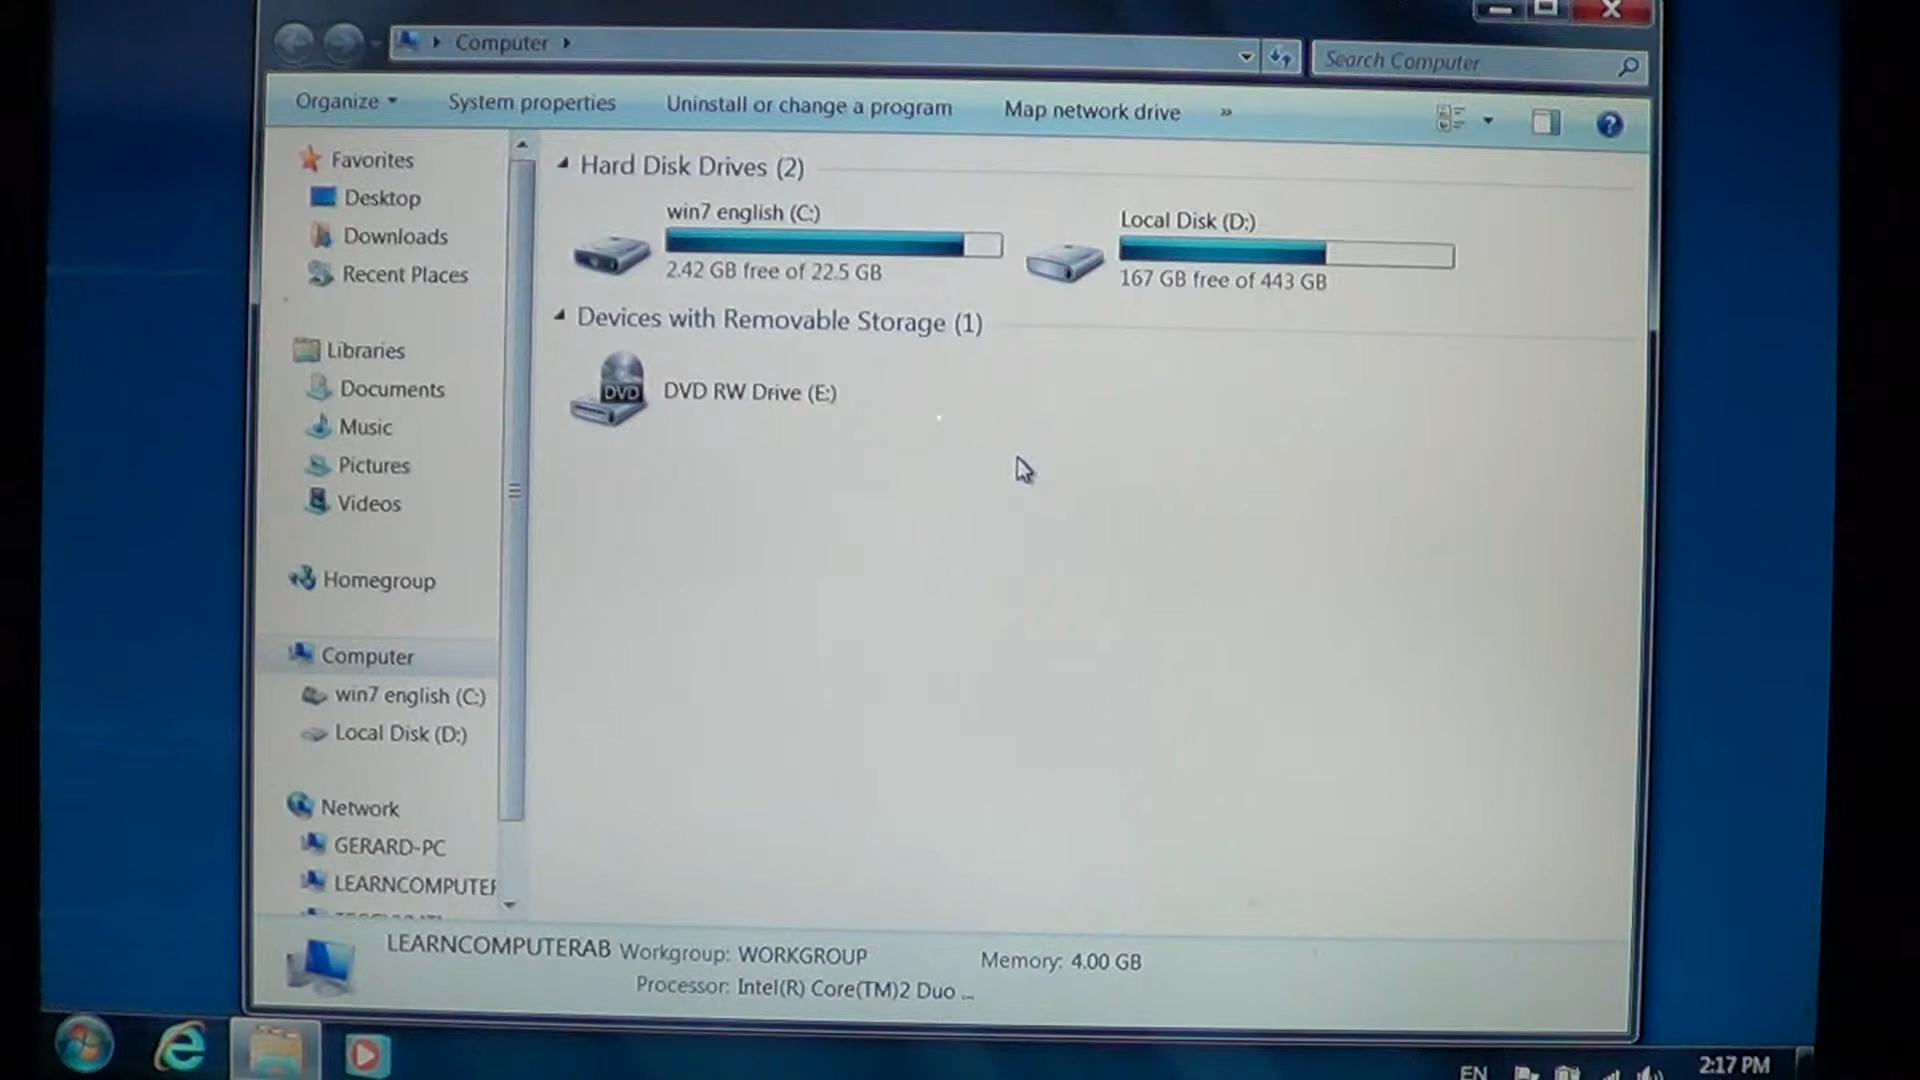 Computer
Search Computer
Organize
System properties
Uninstall or change a program
Map network drive
»
Favorites
Desktop
Downloads
Recent Places
Libraries
Documents
Music
Pictures
Videos
Homegroup
Computer
win7 english (C:)
Local Disk (D:)
Network
GERARD-PC
LEARNCOMPUTER
Hard Disk Drives (2)
win7 english (C:)
2.42 GB free of 22.5 GB
Local Disk (D:)
167 GB free of 443 GB
Devices with Removable Storage (1)
DVD
DVD RW Drive (E:)
LEARNCOMPUTERAB Workgroup: WORKGROUP Memory: 4.00 GB
Processor: Intel(R) Core(TM)2 Duo ...
EN
2:17 PM